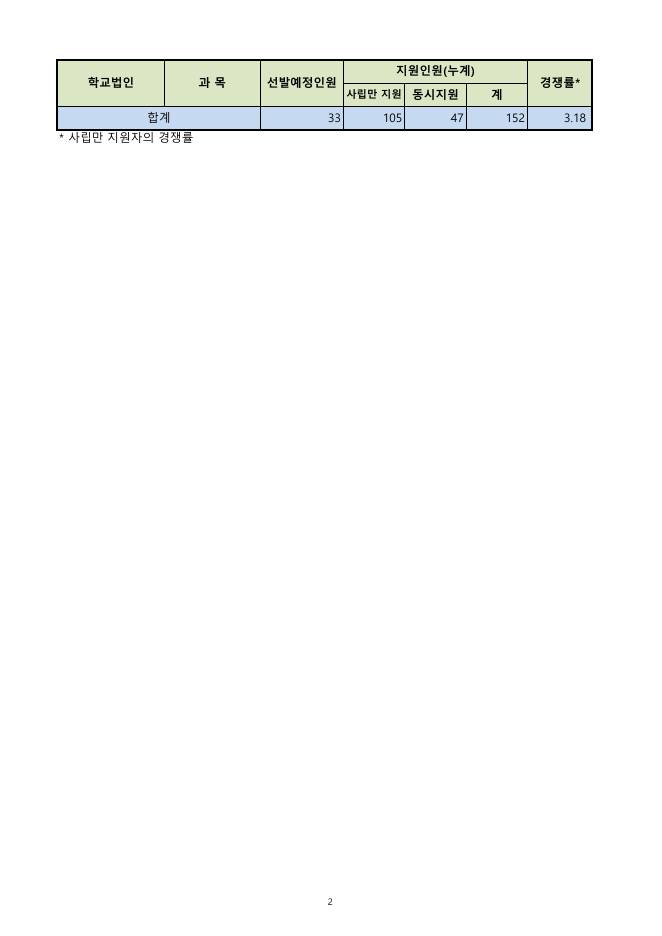 학교법인 과 목 선발예정인원 지원인원(누계) 경쟁률*
사립만 지원 동시지원 계
합계 33 105 47 152 3.18
* 사립만 지원자의 경쟁률
2